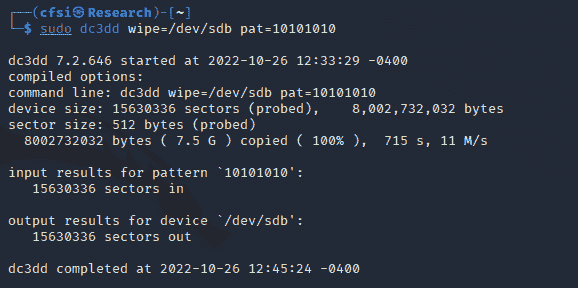 ┌──(cfsi㉿Research)-[~]
└─$ sudo dc3dd wipe=/dev/sdb pat=10101010
dc3dd 7.2.646 started at 2022-10-26 12:33:29 -0400
compiled options:
command line: dc3dd wipe=/dev/sdb pat=10101010
device size: 15630336 sectors (probed),    8,002,732,032 bytes
sector size: 512 bytes (probed)
  8002732032 bytes ( 7.5 G ) copied ( 100% ),  715 s, 11 M/s
input results for pattern `10101010':
   15630336 sectors in
output results for device `/dev/sdb':
   15630336 sectors out
dc3dd completed at 2022-10-26 12:45:24 -0400